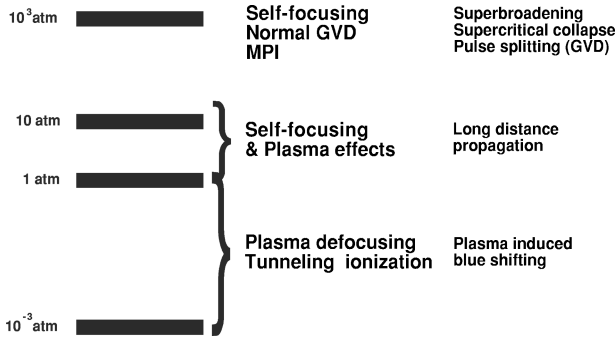 10³atm
Self-focusing
Normal GVD
MPI
Superbroadening
Supercritical collapse
Pulse splitting (GVD)
10 atm
Self-focusing
& Plasma effects
Long distance
propagation
1 atm
Plasma defocusing
Tunneling ionization
Plasma induced
blue shifting
10⁻³atm